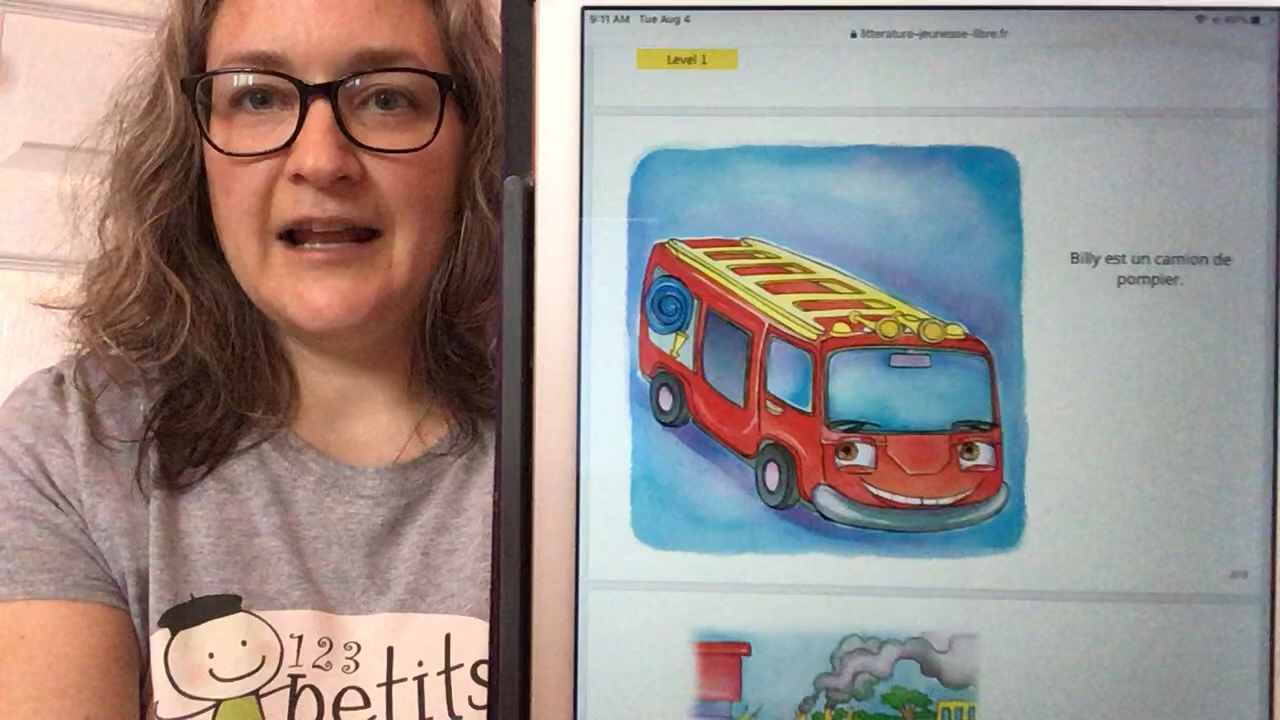 9:11 AM Tue Aug 4
litterature-jeunesse-libre.fr
Level 1
Billy est un camion de
pompier.
123
petits